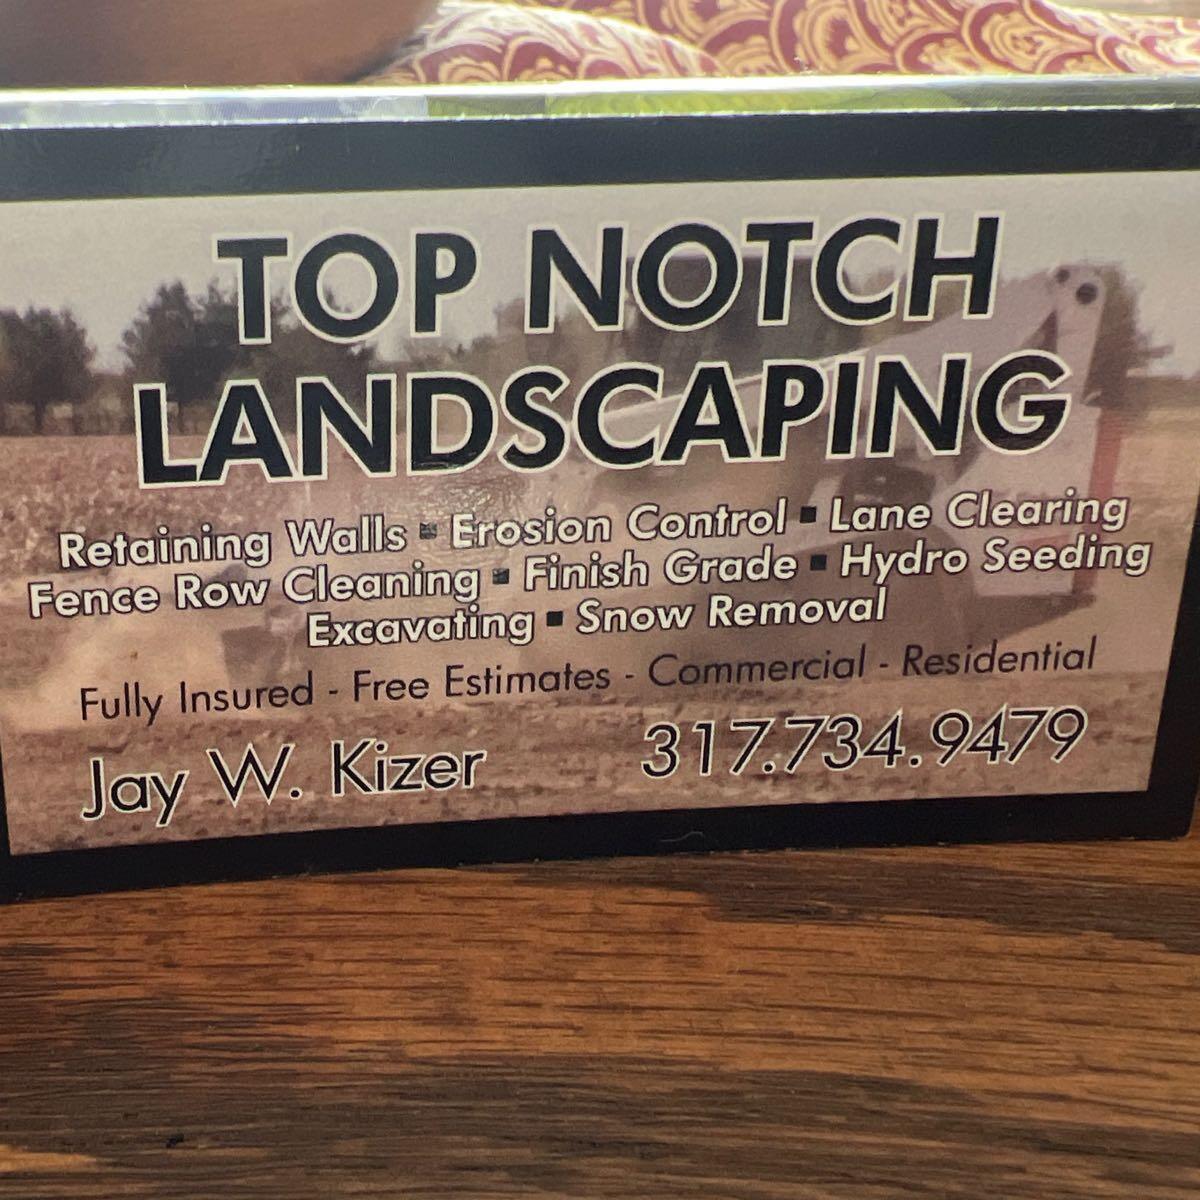 TOP NOTCH
LANDSCAPING
Retaining Walls ▪ Erosion Control ▪ Lane Clearing
Fence Row Cleaning ▪ Finish Grade ▪ Hydro Seeding
Excavating ▪ Snow Removal
Fully Insured - Free Estimates - Commercial - Residential
Jay W. Kizer 317.734.9479